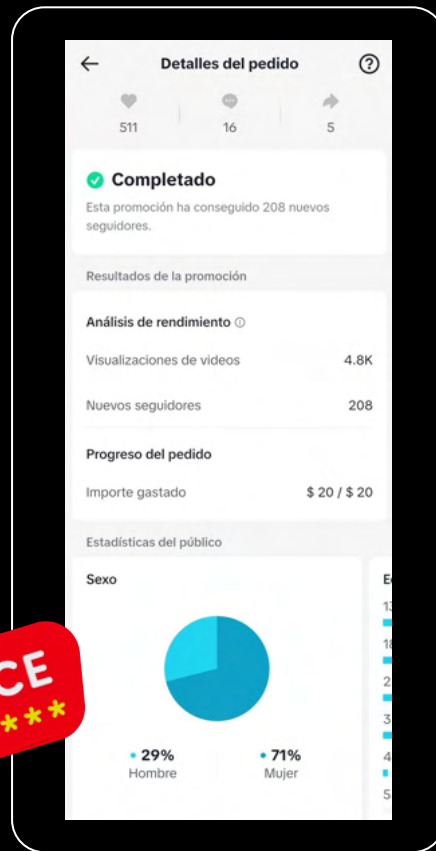 Detalles del pedido
511 16 5
Completado
Esta promoción ha conseguido 208 nuevos
seguidores.
Resultados de la promoción
Análisis de rendimiento
Visualizaciones de videos 4.8K
Nuevos seguidores 208
Progreso del pedido
Importe gastado $ 20 / $ 20
Estadísticas del público
Sexo
29% 71%
Hombre Mujer
CE
***